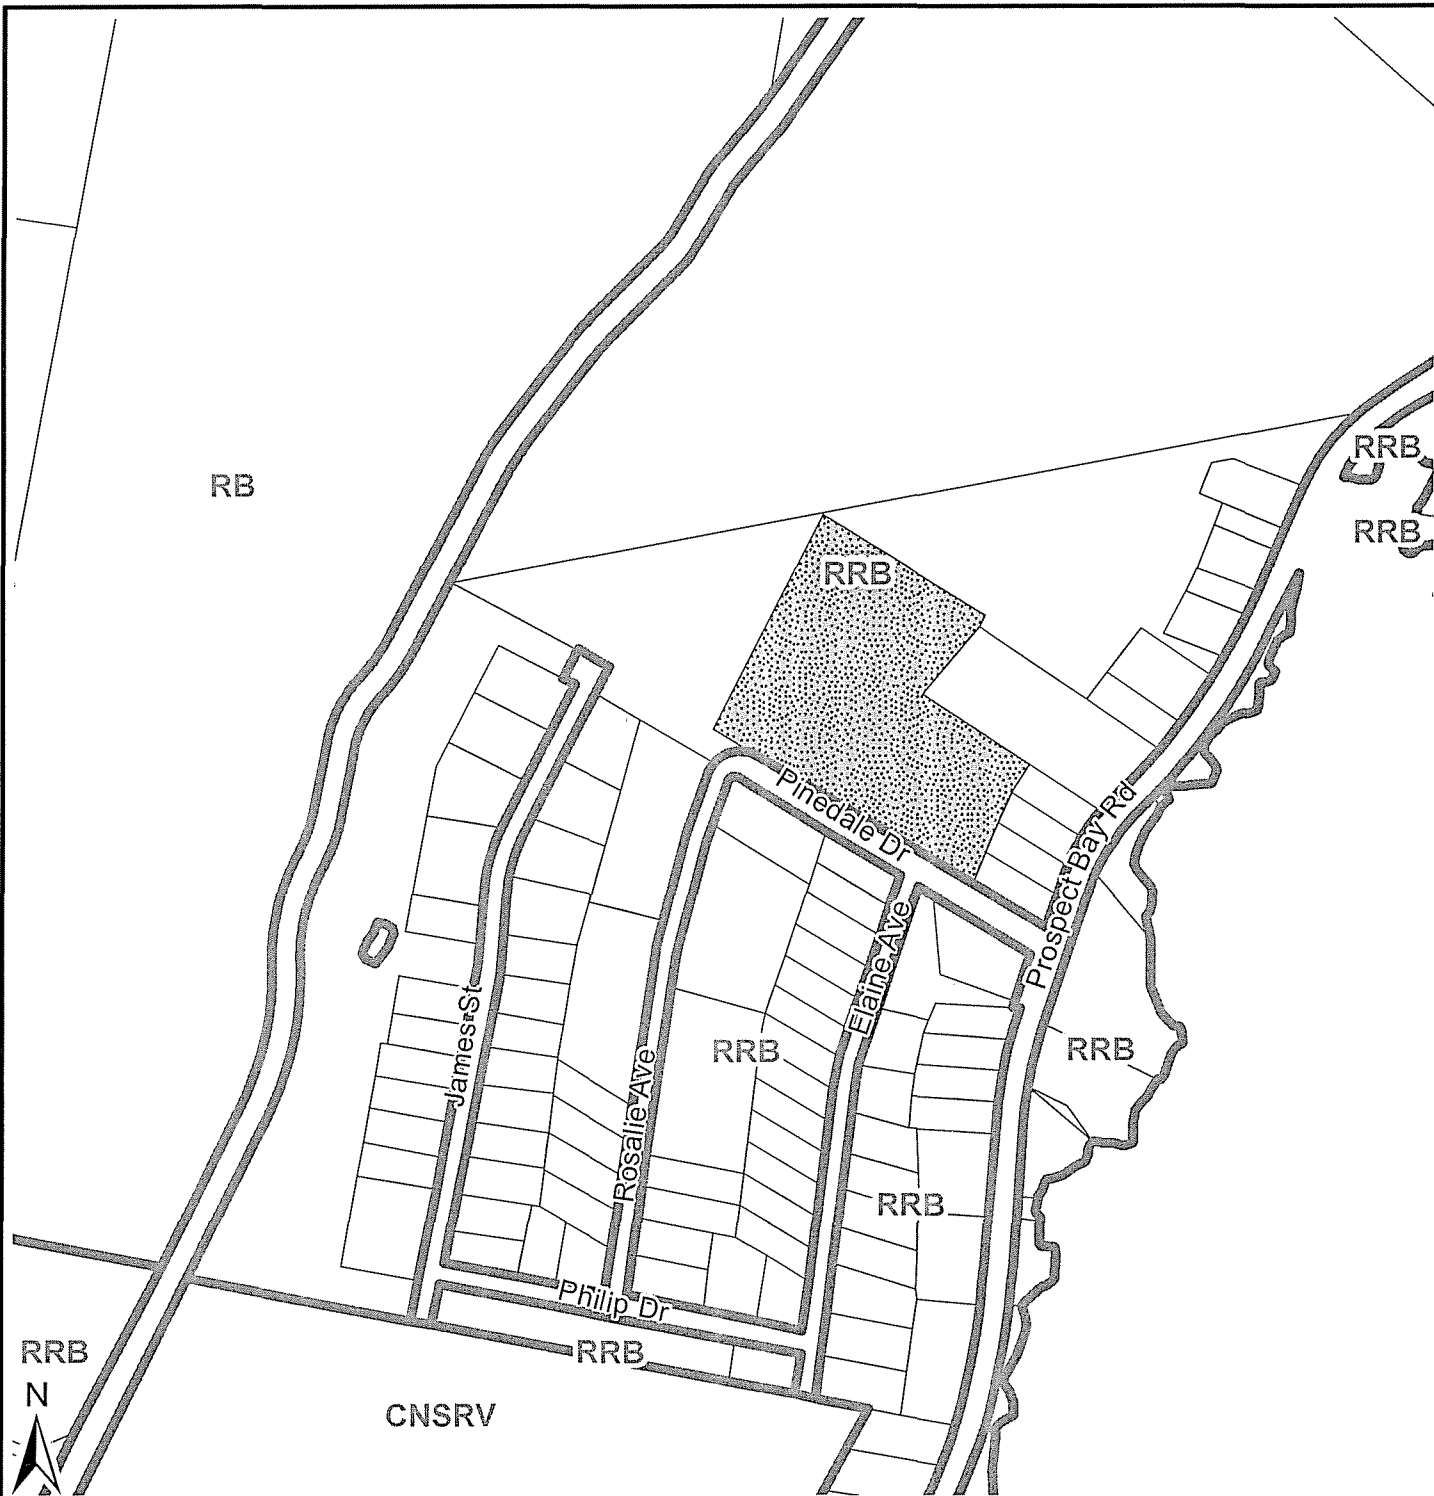 RRB
RB
RRB
RRB
Pinedale Dr
Prospect Bay Rd
Elaine Ave
James St
RRB
RRB
Rosalie Ave
RRB
Philip Dr
RRB
RRB
N
CNSRV